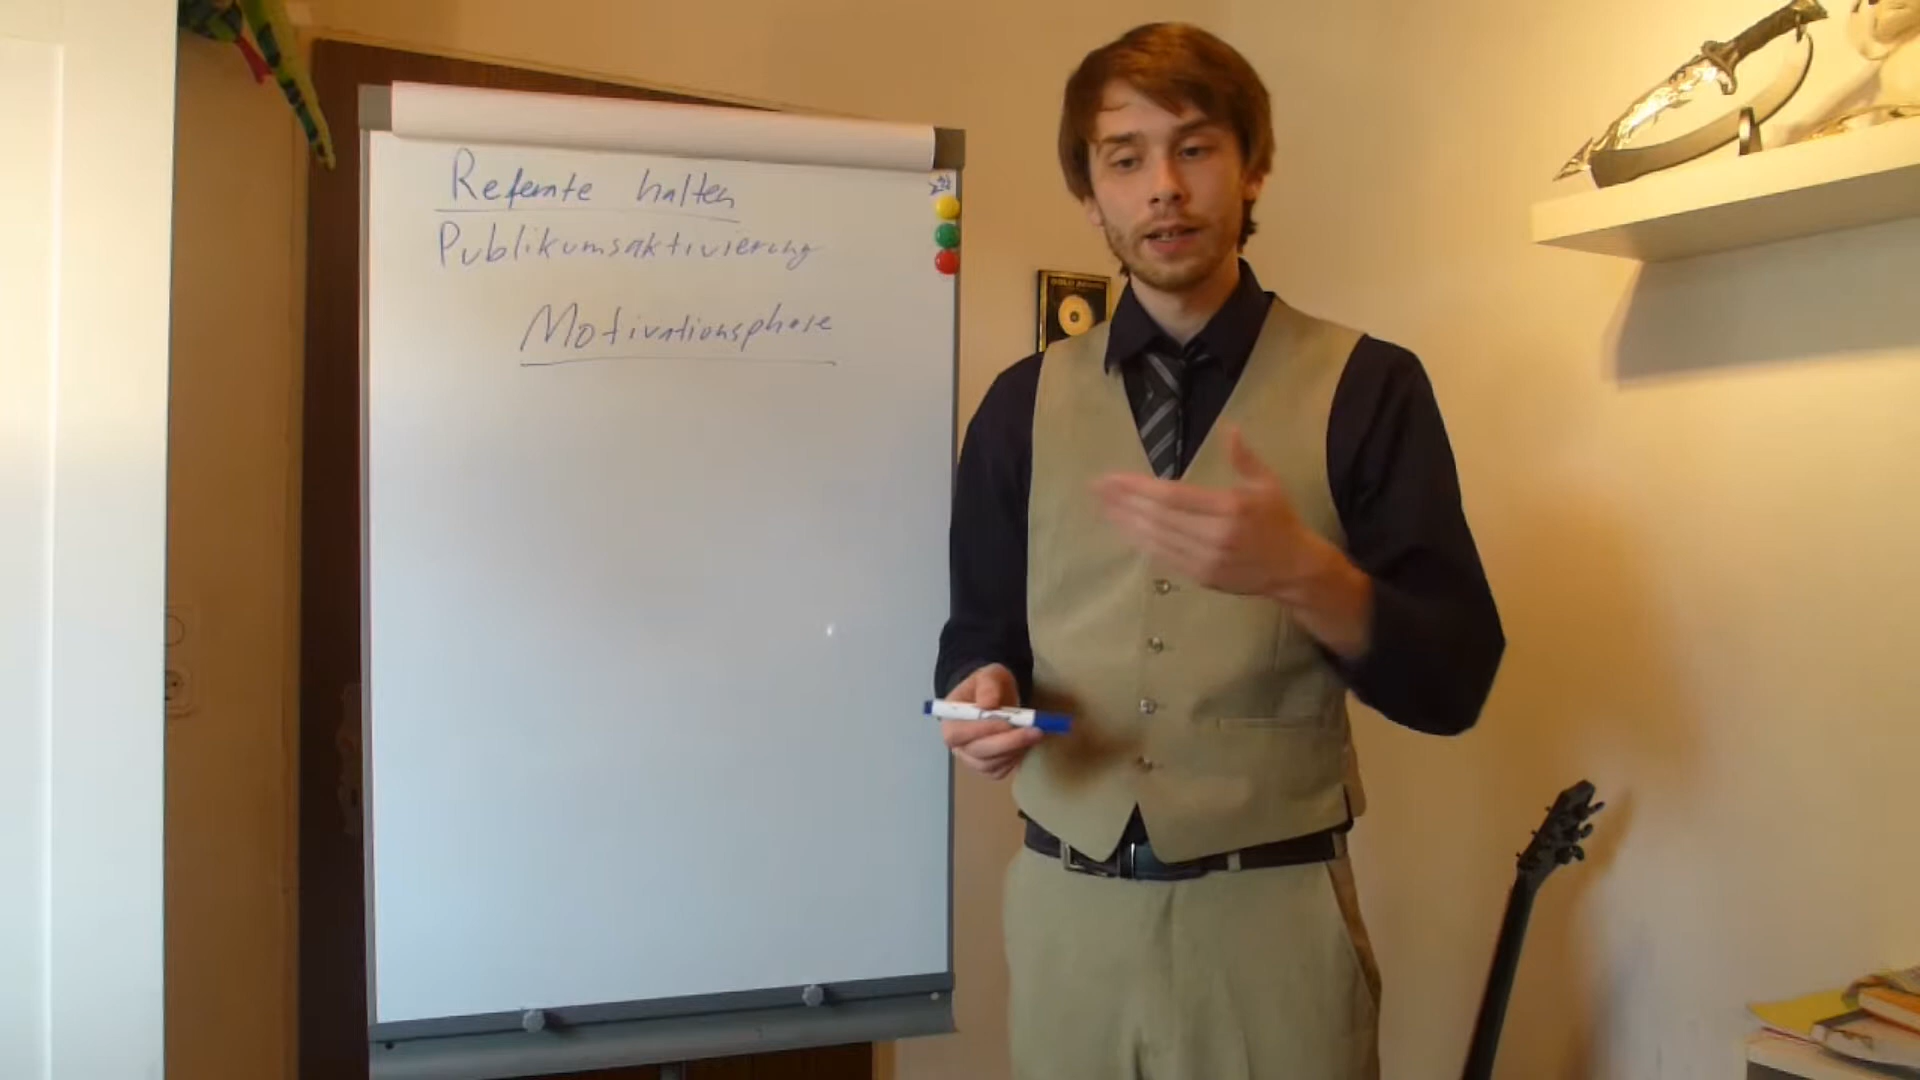 Referate halten
Publikumsaktivierung
Motivationsphase